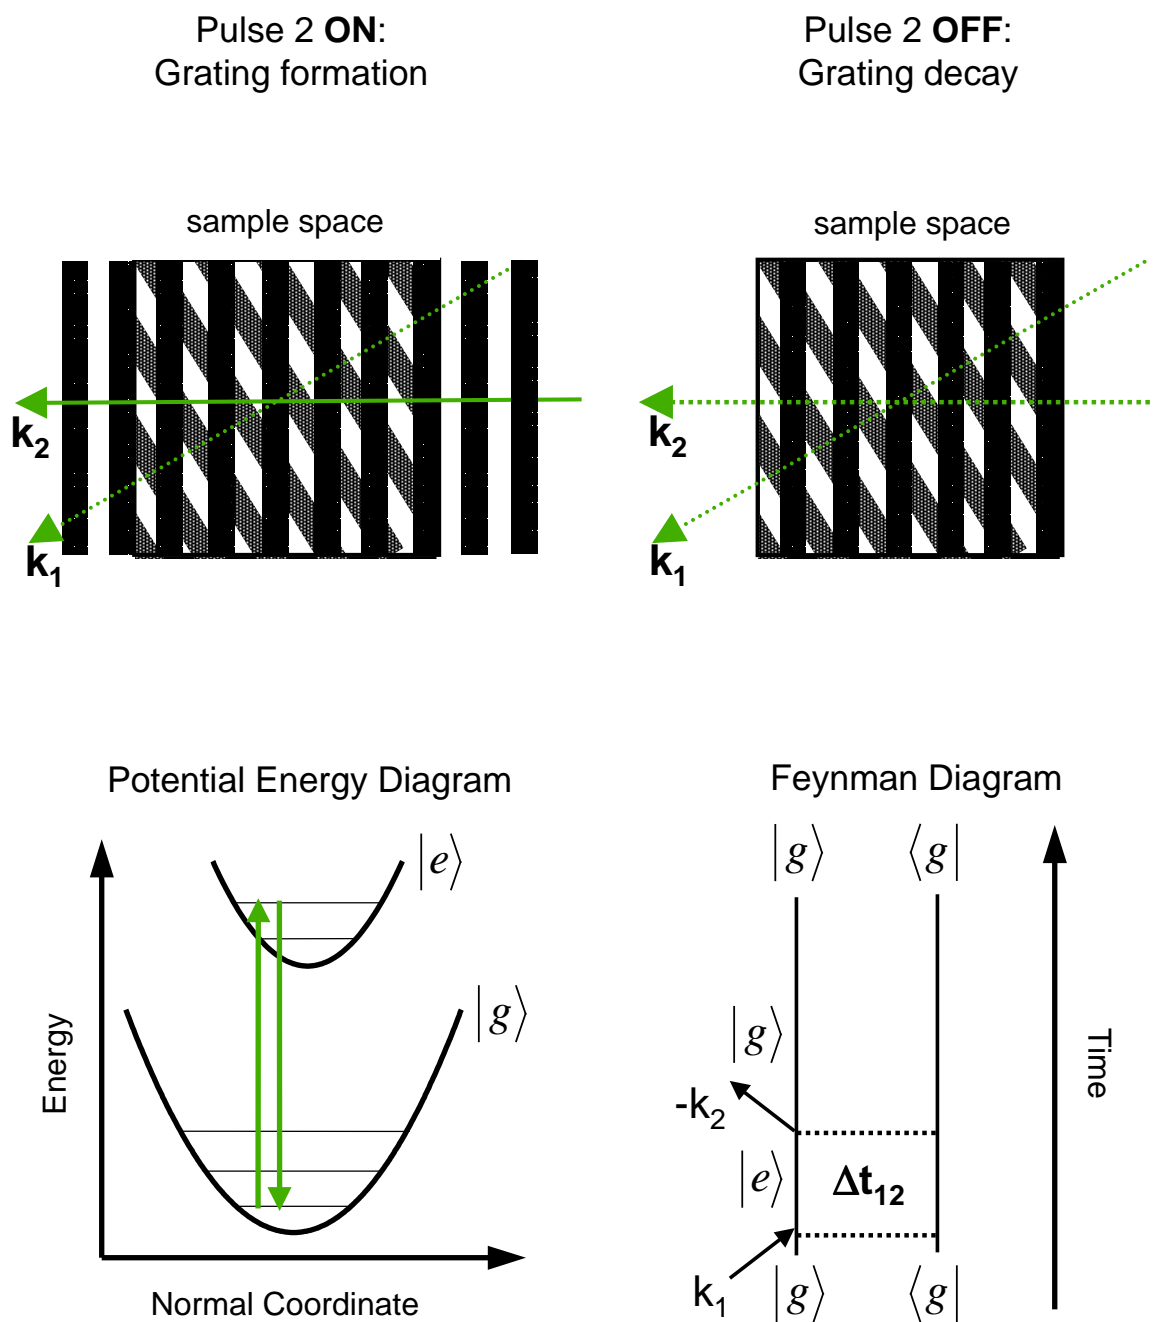 Pulse 2 ON:
Grating formation
Pulse 2 OFF:
Grating decay
sample space
k₂
k₁
sample space
k₂
k₁
Potential Energy Diagram
|e⟩
|g⟩
Energy
Normal Coordinate
Feynman Diagram
|g⟩ ⟨g|
|g⟩
-k₂
|e⟩ Δt₁₂
k₁
|g⟩ ⟨g|
Time